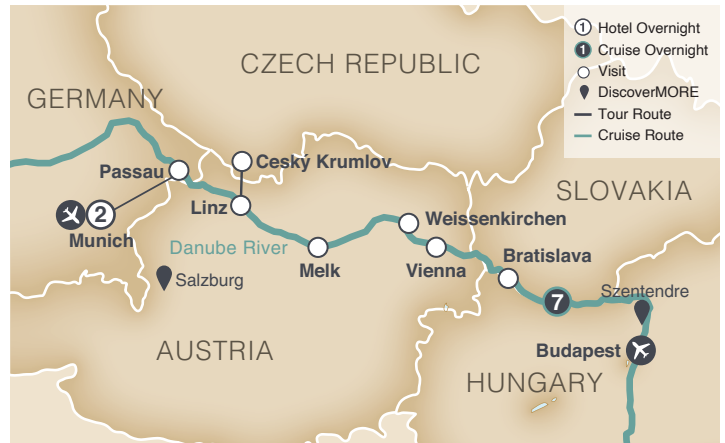 1 Hotel Overnight
1 Cruise Overnight
Visit
DiscoverMORE
Tour Route
Cruise Route
CZECH REPUBLIC
GERMANY
Passau
Ceský Krumlov
SLOVAKIA
2
Linz
Munich
Weissenkirchen
Danube River
Melk
Vienna
Bratislava
Salzburg
7
Szentendre
AUSTRIA
Budapest
HUNGARY